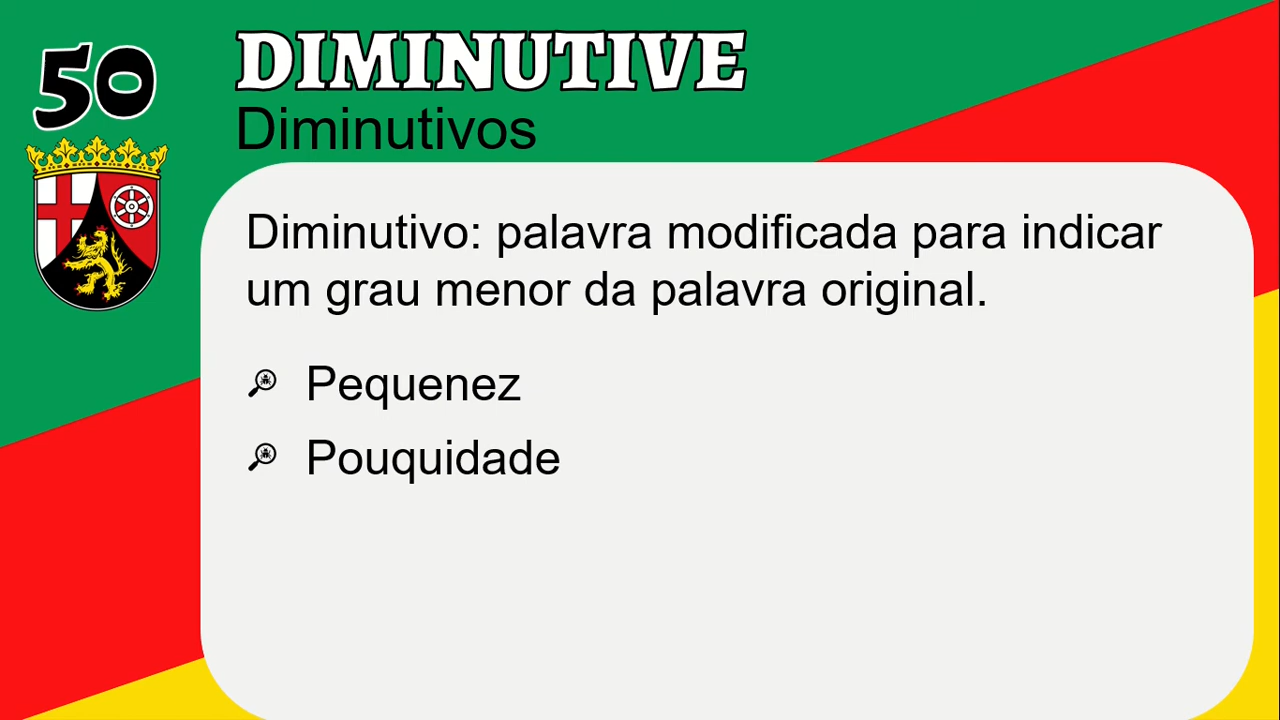 50
DIMINUTIVE
Diminutivos
Diminutivo: palavra modificada para indicar
um grau menor da palavra original.
Pequenez
Pouquidade